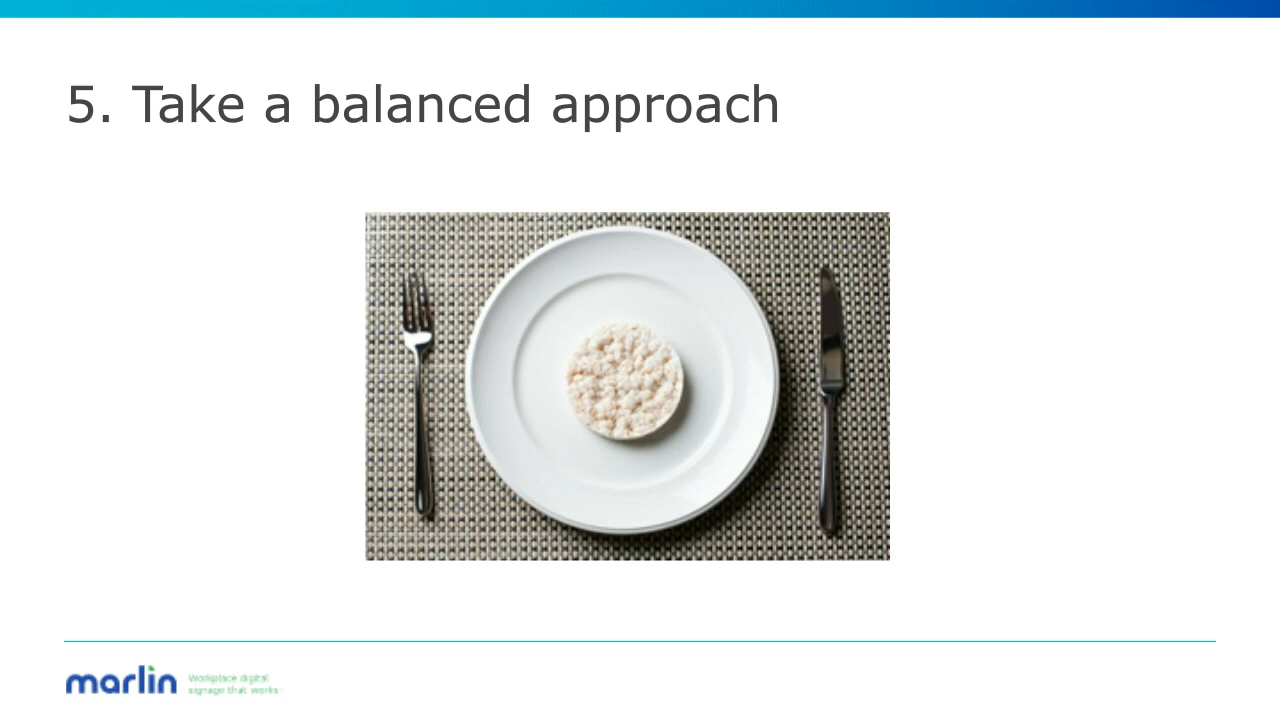 5. Take a balanced approach
marlin
Workplace digital
signage that works.